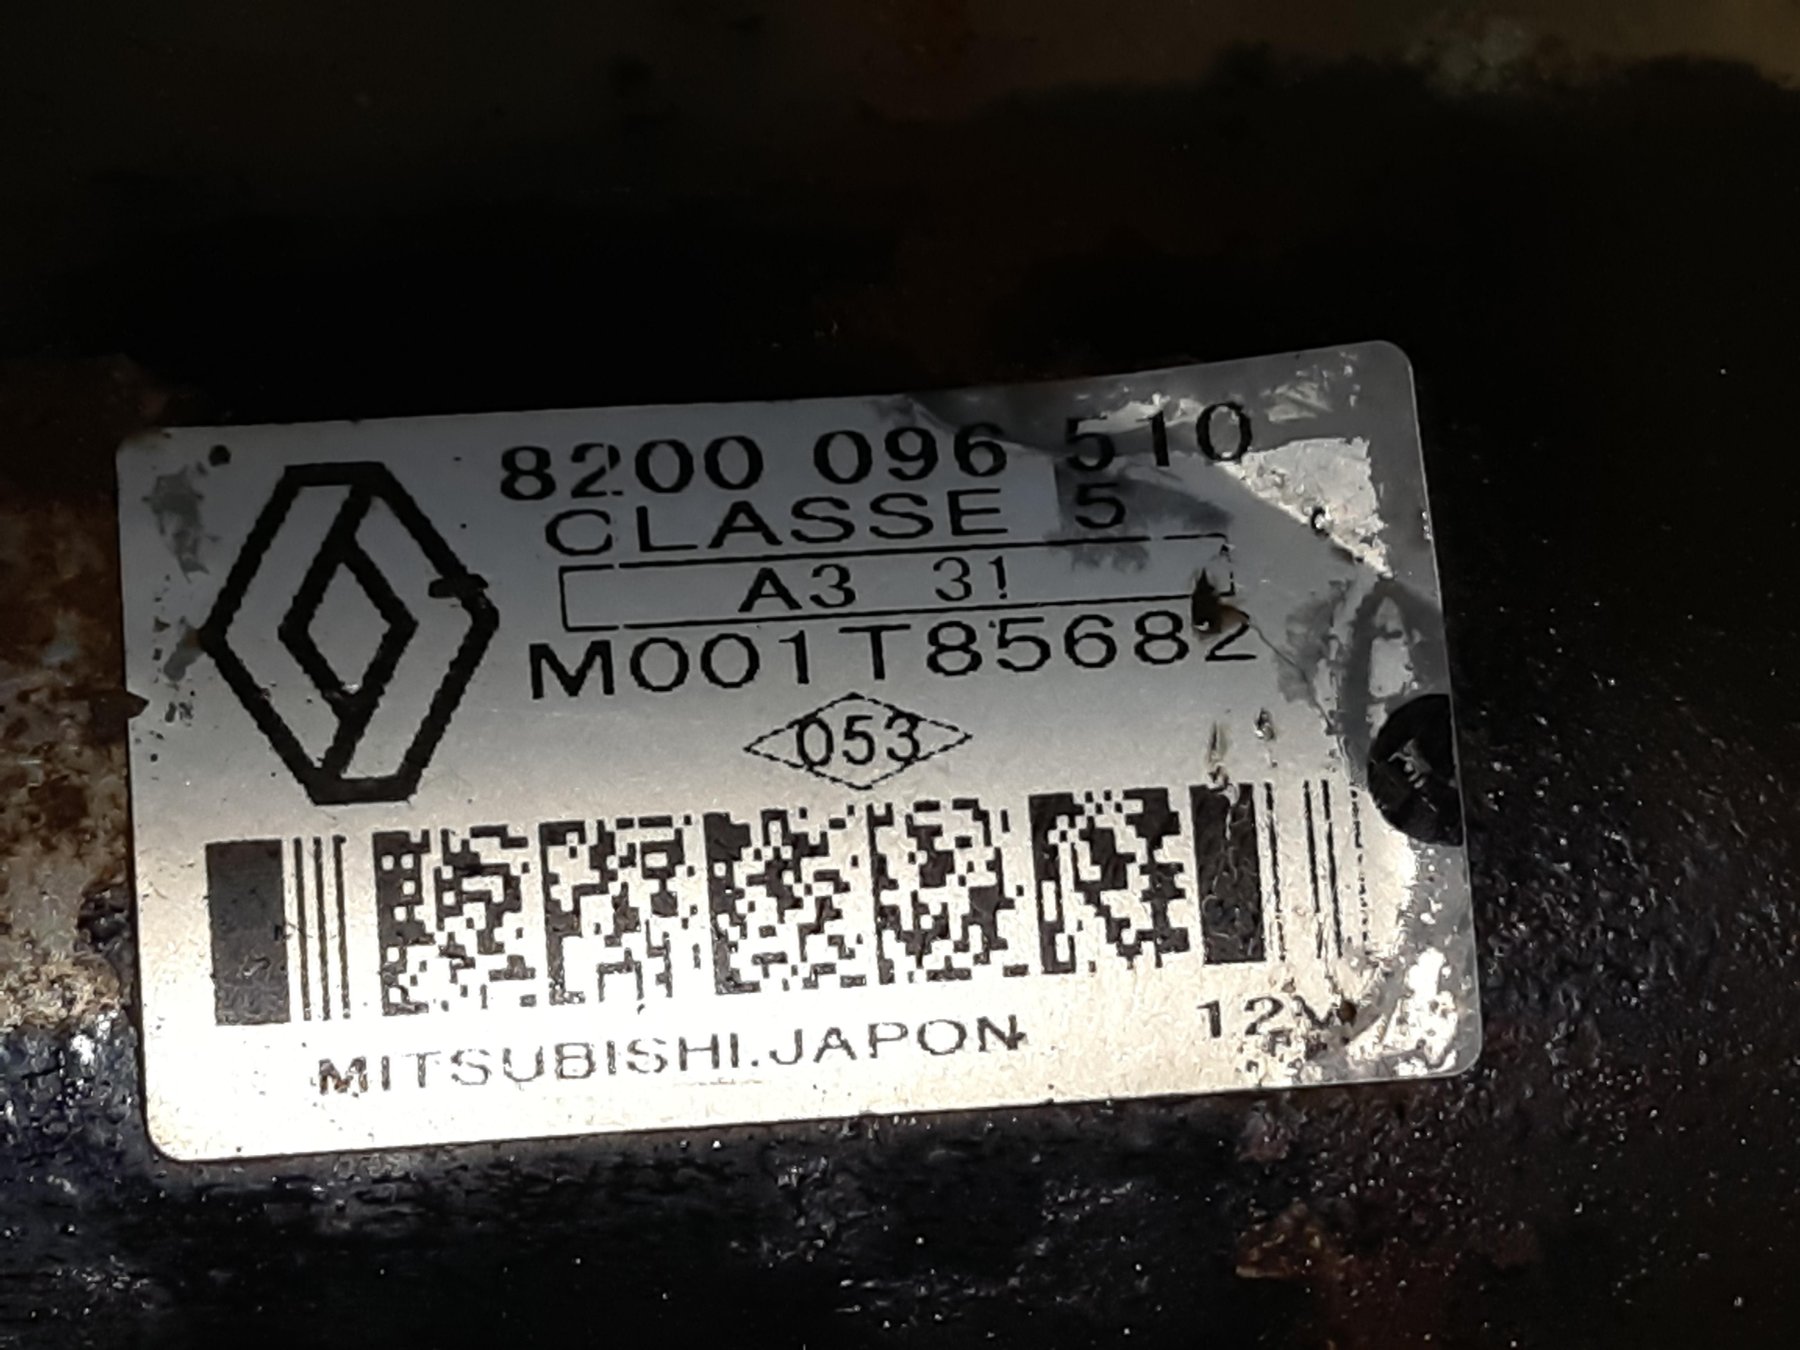 8200 096 510
CLASSE 5
A3 31
M001T85682
053
MITSUBISHI.JAPON
12V